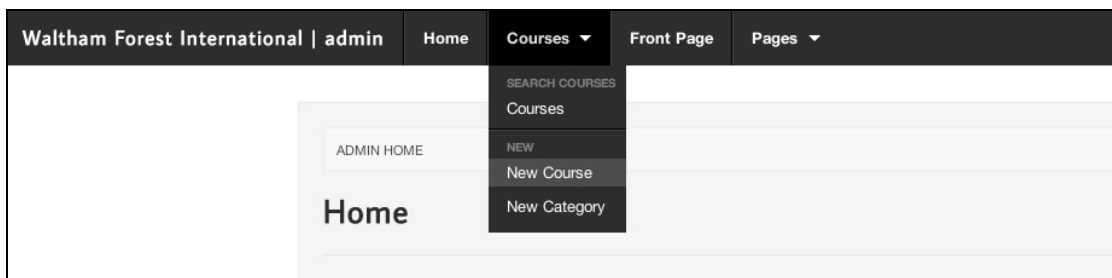 Waltham Forest International | admin Home Courses Front Page Pages
SEARCH COURSES
Courses
ADMIN HOME
NEW
New Course
New Category
Home